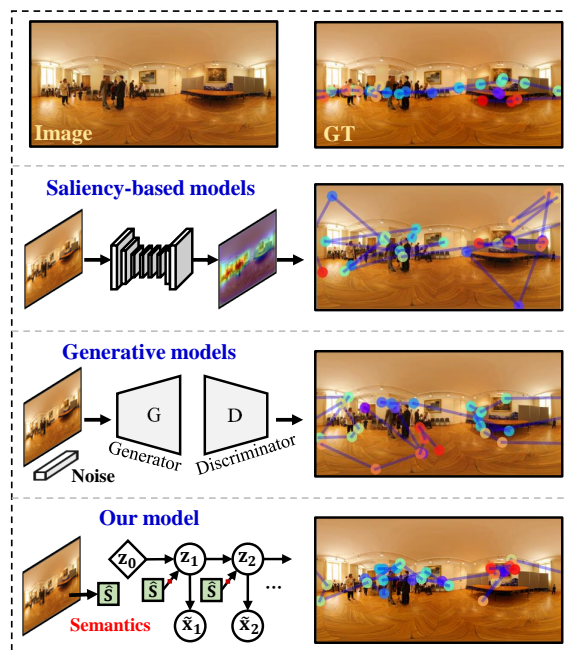 Image
GT
Saliency-based models
Generative models
G
D
Generator
Discriminator
Noise
Our model
z₀
z₁
z₂
ŝ
ŝ
ŝ
...
Semantics
x̃₁
x̃₂